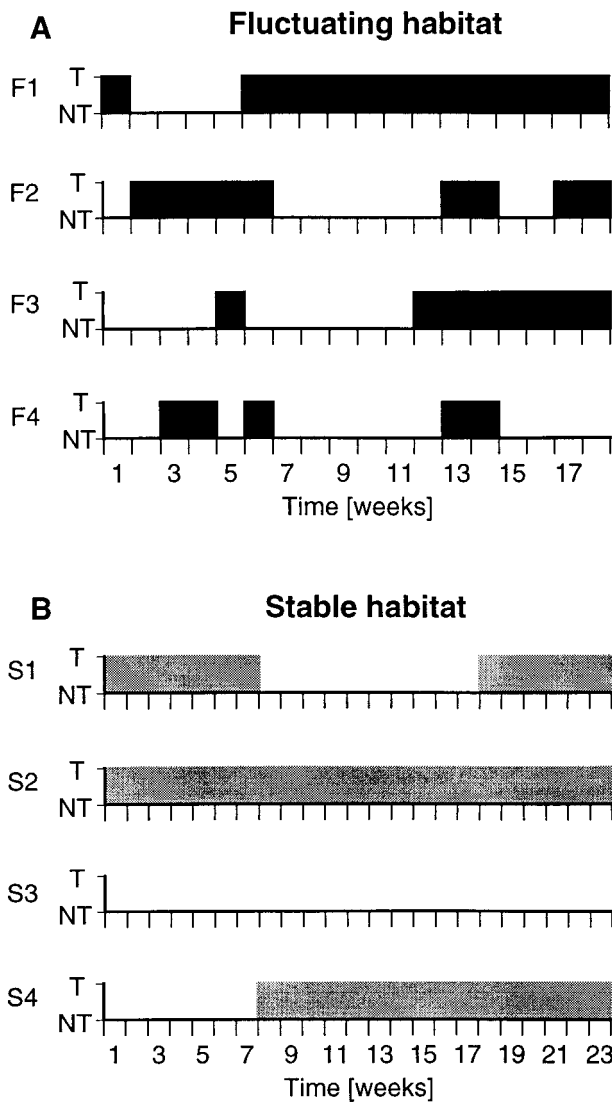 A Fluctuating habitat
F1 T
NT
F2 T
NT
F3 T
NT
F4 T
NT
1 3 5 7 9 11 13 15 17
Time [weeks]
B Stable habitat
S1 T
NT
S2 T
NT
S3 T
NT
S4 T
NT
1 3 5 7 9 11 13 15 17 19 21 23
Time [weeks]